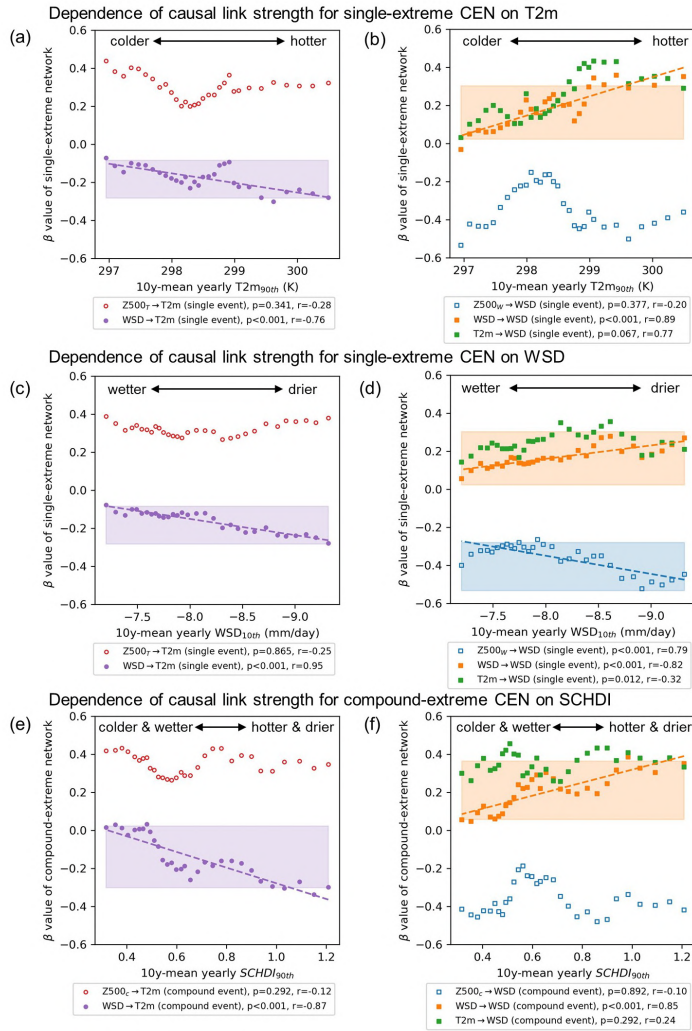 Dependence of causal link strength for single-extreme CEN on T2m
(a)
colder
hotter
0.6
0.4
0.2
0.0
−0.2
−0.4
−0.6
β value of single-extreme network
297
298
299
300
10y-mean yearly T2m90th (K)
Z500T→T2m (single event), p=0.341, r=-0.28
WSD→T2m (single event), p<0.001, r=-0.76
(b)
colder
hotter
0.6
0.4
0.2
0.0
−0.2
−0.4
−0.6
β value of single-extreme network
297
298
299
300
10y-mean yearly T2m90th (K)
Z500W→WSD (single event), p=0.377, r=-0.20
WSD→WSD (single event), p<0.001, r=0.89
T2m→WSD (single event), p=0.067, r=0.77
Dependence of causal link strength for single-extreme CEN on WSD
(c)
wetter
drier
0.6
0.4
0.2
0.0
−0.2
−0.4
−0.6
β value of single-extreme network
−7.5
−8.0
−8.5
−9.0
10y-mean yearly WSD10th (mm/day)
Z500T→T2m (single event), p=0.865, r=-0.25
WSD→T2m (single event), p<0.001, r=0.95
(d)
wetter
drier
0.6
0.4
0.2
0.0
−0.2
−0.4
−0.6
β value of single-extreme network
−7.5
−8.0
−8.5
−9.0
10y-mean yearly WSD10th (mm/day)
Z500W→WSD (single event), p<0.001, r=0.79
WSD→WSD (single event), p<0.001, r=-0.82
T2m→WSD (single event), p=0.012, r=-0.32
Dependence of causal link strength for compound-extreme CEN on SCHDI
(e)
colder & wetter
hotter & drier
0.6
0.4
0.2
0.0
−0.2
−0.4
−0.6
β value of compound-extreme network
0.4
0.6
0.8
1.0
1.2
10y-mean yearly SCHDI90th
Z500c→T2m (compound event), p=0.292, r=-0.12
WSD→T2m (compound event), p<0.001, r=-0.87
(f)
colder & wetter
hotter & drier
0.6
0.4
0.2
0.0
−0.2
−0.4
−0.6
β value of compound-extreme network
0.4
0.6
0.8
1.0
1.2
10y-mean yearly SCHDI90th
Z500c→WSD (compound event), p=0.892, r=-0.10
WSD→WSD (compound event), p<0.001, r=0.85
T2m→WSD (compound event), p=0.292, r=0.24